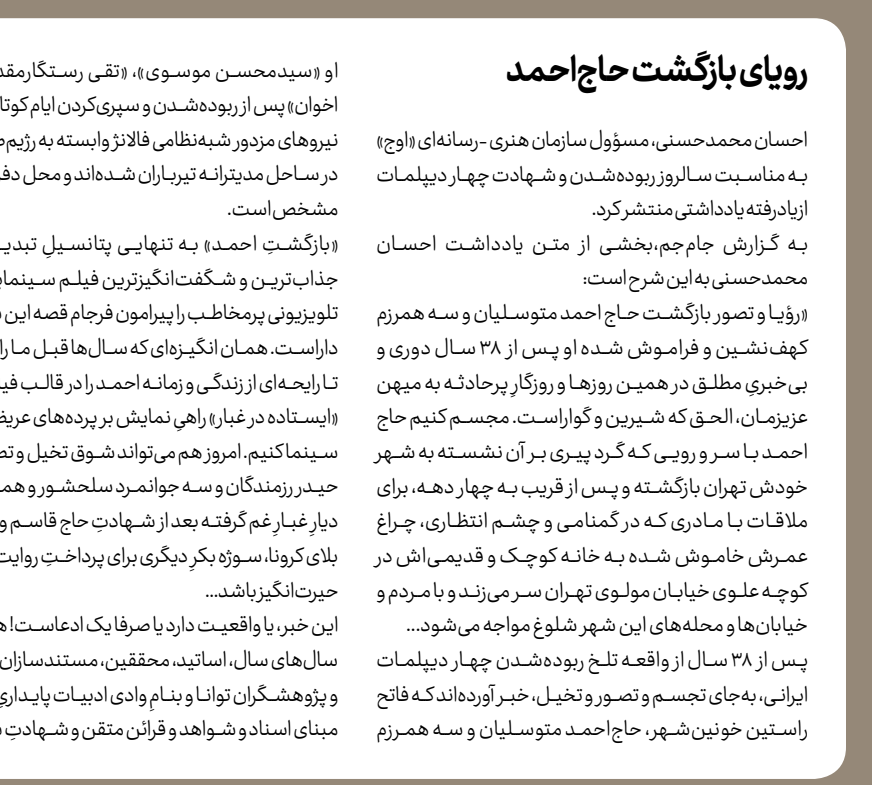 رویای بازگشت حاج‌احمد
احسان محمدحسنی، مسؤول سازمان هنری - رسانه‌ای «اوج»
به مناسبت سالروز ربوده‌شدن و شهادت چهار دیپلمات
ازیادرفته یادداشتی منتشر کرد.
به گزارش جام‌جم،بخشی از متن یادداشت احسان
محمدحسنی به این شرح است:
«رؤیا و تصور بازگشت حاج احمد متوسلیان و سه همرزم
کهف‌نشین و فراموش شده او پس از ۳۸ سال دوری و
بی‌خبریِ مطلق در همین روزها و روزگارِ پرحادثه به میهن
عزیزمان، الحق که شیرین و گواراست. مجسم کنیم حاج
احمد با سر و رویی که گرد پیری بر آن نشسته به شهر
خودش تهران بازگشته و پس از قریب به چهار دهه، برای
ملاقات با مادری که در گمنامی و چشم انتظاری، چراغ
عمرش خاموش شده به خانه کوچک و قدیمی‌اش در
کوچه علوی خیابان مولوی تهران سر می‌زند و با مردم و
خیابان‌ها و محله‌های این شهر شلوغ مواجه می‌شود...
پس از ۳۸ سال از واقعه تلخ ربوده‌شدن چهار دیپلمات
ایرانی، به‌جای تجسم و تصور و تخیل، خبر آورده‌اند که فاتح
راستین خونین‌شهر، حاج‌احمد متوسلیان و سه همرزم
او «سیدمحسن موسوی»، «تقی
اخوان» پس از ربوده‌شدن و سپری‌کردن ایام
نیروهای مزدور شبه‌نظامی فالانژ وابسته به
در ساحل مدیترانه تیرباران شده‌اند و محل
مشخص است.
«بازگشتِ احمد» به تنهایی پتانسیلِ
جذاب‌ترین و شگفت‌انگیزترین فیلم
تلویزیونی پرمخاطب را پیرامون فرجام قصه این
داراست. همان انگیزه‌ای که سال‌ها قبل ما را
تا رایحه‌ای از زندگی و زمانه احمد را در قالب
«ایستاده در غبار» راهیِ نمایش بر پرده‌های
سینما کنیم. امروز هم می‌تواند شوق تخیل و
حیدر رزمندگان و سه جوانمرد سلحشور و
دیارِ غبارِ غم گرفته بعد از شهادتِ حاج قاسم و
بلای کرونا، سوژه بکرِ دیگری برای پرداختِ
حیرت‌انگیز باشد...
این خبر، یا واقعیت دارد یا صرفا یک ادعاست!
سال‌های سال، اساتید، محققین، مستندسازان
و پژوهشگران توانا و بنامِ وادی ادبیات
مبنای اسناد و شواهد و قرائن متقن و شهادتِ